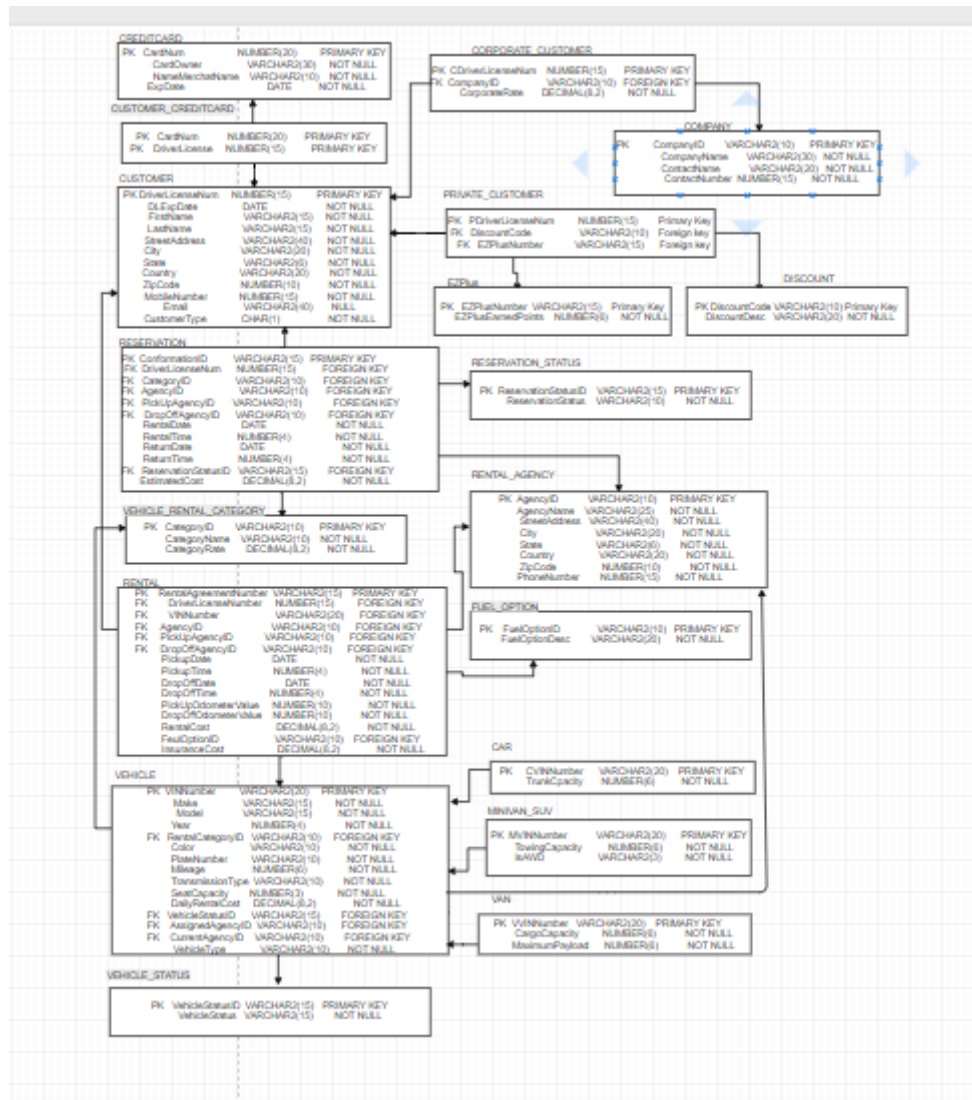 CREDITCARD
PK CardNum NUMBER(20) PRIMARY KEY
CardOwner VARCHAR2(30) NOT NULL
NameMerchatName VARCHAR2(10) NOT NULL
ExpDate DATE NOT NULL
CUSTOMER_CREDITCARD
PK CardNum NUMBER(20) PRIMARY KEY
PK DriverLicense NUMBER(15) PRIMARY KEY
CUSTOMER
PK DriverLicenseNum NUMBER(15) PRIMARY KEY
DLExpDate DATE NOT NULL
FirstName VARCHAR2(15) NOT NULL
LastName VARCHAR2(15) NOT NULL
StreetAddress VARCHAR2(40) NOT NULL
City VARCHAR2(20) NOT NULL
State VARCHAR2(6) NOT NULL
Country VARCHAR2(20) NOT NULL
ZipCode NUMBER(10) NOT NULL
MobileNumber NUMBER(15) NOT NULL
Email VARCHAR2(40) NULL
CustomerType CHAR(1) NOT NULL
CORPORATE_CUSTOMER
PK CDriverLicenseNum NUMBER(15) PRIMARY KEY
FK CompanyID VARCHAR2(10) FOREIGN KEY
CorporateRate DECIMAL(8,2) NOT NULL
COMPANY
PK CompanyID VARCHAR2(10) PRIMARY KEY
CompanyName VARCHAR2(30) NOT NULL
ContactName VARCHAR2(20) NOT NULL
ContactNumber NUMBER(15) NOT NULL
PRIVATE_CUSTOMER
PK PDriverLicenseNum NUMBER(15) Primary Key
FK DiscountCode VARCHAR2(10) Foreign key
FK EZPlusNumber VARCHAR2(15) Foreign key
EZPlus
PK EZPlusNumber VARCHAR2(15) Primary Key
EZPlusEarnedPoints NUMBER(6) NOT NULL
DISCOUNT
PK DiscountCode VARCHAR2(10) Primary Key
DiscountDesc VARCHAR2(20) NOT NULL
RESERVATION
PK ConformationID VARCHAR2(15) PRIMARY KEY
FK DriverLicenseNum NUMBER(15) FOREIGN KEY
FK CategoryID VARCHAR2(10) FOREIGN KEY
FK AgencyID VARCHAR2(10) FOREIGN KEY
FK PickUpAgencyID VARCHAR2(10) FOREIGN KEY
FK DropOffAgencyID VARCHAR2(10) FOREIGN KEY
RentalDate DATE NOT NULL
RentalTime NUMBER(4) NOT NULL
ReturnDate DATE NOT NULL
ReturnTime NUMBER(4) NOT NULL
FK ReservationStatusID VARCHAR2(15) FOREIGN KEY
EstimatedCost DECIMAL(8,2) NOT NULL
RESERVATION_STATUS
PK ReservationStatusID VARCHAR2(15) PRIMARY KEY
ReservationStatus VARCHAR2(10) NOT NULL
VEHICLE_RENTAL_CATEGORY
PK CategoryID VARCHAR2(10) PRIMARY KEY
CategoryName VARCHAR2(10) NOT NULL
CategoryRate DECIMAL(8,2) NOT NULL
RENTAL_AGENCY
PK AgencyID VARCHAR2(10) PRIMARY KEY
AgencyName VARCHAR2(25) NOT NULL
StreetAddress VARCHAR2(40) NOT NULL
City VARCHAR2(20) NOT NULL
State VARCHAR2(6) NOT NULL
Country VARCHAR2(20) NOT NULL
ZipCode NUMBER(10) NOT NULL
PhoneNumber NUMBER(15) NOT NULL
RENTAL
PK RentalAgreementNumber VARCHAR2(15) PRIMARY KEY
FK DriverLicenseNum NUMBER(15) FOREIGN KEY
FK VINNumber VARCHAR2(20) FOREIGN KEY
FK AgencyID VARCHAR2(10) FOREIGN KEY
FK PickUpAgencyID VARCHAR2(10) FOREIGN KEY
FK DropOffAgencyID VARCHAR2(10) FOREIGN KEY
PickupDate DATE NOT NULL
PickupTime NUMBER(4) NOT NULL
DropOffDate DATE NOT NULL
DropOffTime NUMBER(4) NOT NULL
PickUpOdometerValue NUMBER(10) NOT NULL
DropOffOdometerValue NUMBER(10) NOT NULL
RentalCost DECIMAL(8,2) NOT NULL
FeulOptionID VARCHAR2(10) FOREIGN KEY
InsuranceCost DECIMAL(8,2) NOT NULL
FUEL_OPTION
PK FuelOptionID VARCHAR2(10) PRIMARY KEY
FuelOptionDesc VARCHAR2(20) NOT NULL
VEHICLE
PK VINNumber VARCHAR2(20) PRIMARY KEY
Make VARCHAR2(15) NOT NULL
Model VARCHAR2(15) NOT NULL
Year NUMBER(4) NOT NULL
FK RentalCategoryID VARCHAR2(10) FOREIGN KEY
Color VARCHAR2(10) NOT NULL
PlateNumber VARCHAR2(10) NOT NULL
Mileage NUMBER(6) NOT NULL
TransmissionType VARCHAR2(10) NOT NULL
SeatCapacity NUMBER(3) NOT NULL
DailyRentalCost DECIMAL(8,2) NOT NULL
FK VehicleStatusID VARCHAR2(15) FOREIGN KEY
FK AssignedAgencyID VARCHAR2(10) FOREIGN KEY
FK CurrentAgencyID VARCHAR2(10) FOREIGN KEY
VehicleType VARCHAR2(10) NOT NULL
CAR
PK CVINNumber VARCHAR2(20) PRIMARY KEY
TrunkCpacity NUMBER(6) NOT NULL
MINIVAN_SUV
PK MVINNumber VARCHAR2(20) PRIMARY KEY
TowingCapacity NUMBER(6) NOT NULL
IsAWD VARCHAR2(3) NOT NULL
VAN
PK VVINNumber VARCHAR2(20) PRIMARY KEY
CargoCapacity NUMBER(6) NOT NULL
MaximumPayload NUMBER(6) NOT NULL
VEHICLE_STATUS
PK VehicleStatusID VARCHAR2(15) PRIMARY KEY
VehicleStatus VARCHAR2(15) NOT NULL